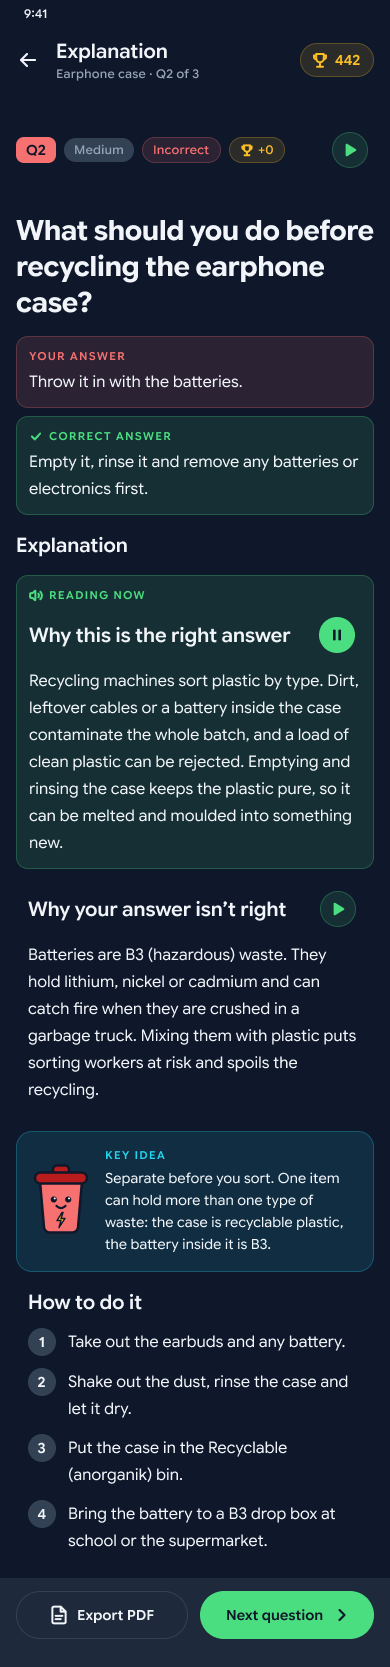 9:41
Explanation
442
Earphone case · Q2 of 3
Q2 Medium Incorrect +0
What should you do before
recycling the earphone
case?
YOUR ANSWER
Throw it in with the batteries.
CORRECT ANSWER
Empty it, rinse it and remove any batteries or
electronics first.
Explanation
READING NOW
Why this is the right answer
Recycling machines sort plastic by type. Dirt,
leftover cables or a battery inside the case
contaminate the whole batch, and a load of
clean plastic can be rejected. Emptying and
rinsing the case keeps the plastic pure, so it
can be melted and moulded into something
new.
Why your answer isn’t right
Batteries are B3 (hazardous) waste. They
hold lithium, nickel or cadmium and can
catch fire when they are crushed in a
garbage truck. Mixing them with plastic puts
sorting workers at risk and spoils the
recycling.
KEY IDEA
Separate before you sort. One item
can hold more than one type of
waste: the case is recyclable plastic,
the battery inside it is B3.
How to do it
1 Take out the earbuds and any battery.
2 Shake out the dust, rinse the case and
let it dry.
3 Put the case in the Recyclable
(anorganik) bin.
4 Bring the battery to a B3 drop box at
school or the supermarket.
Export PDF
Next question